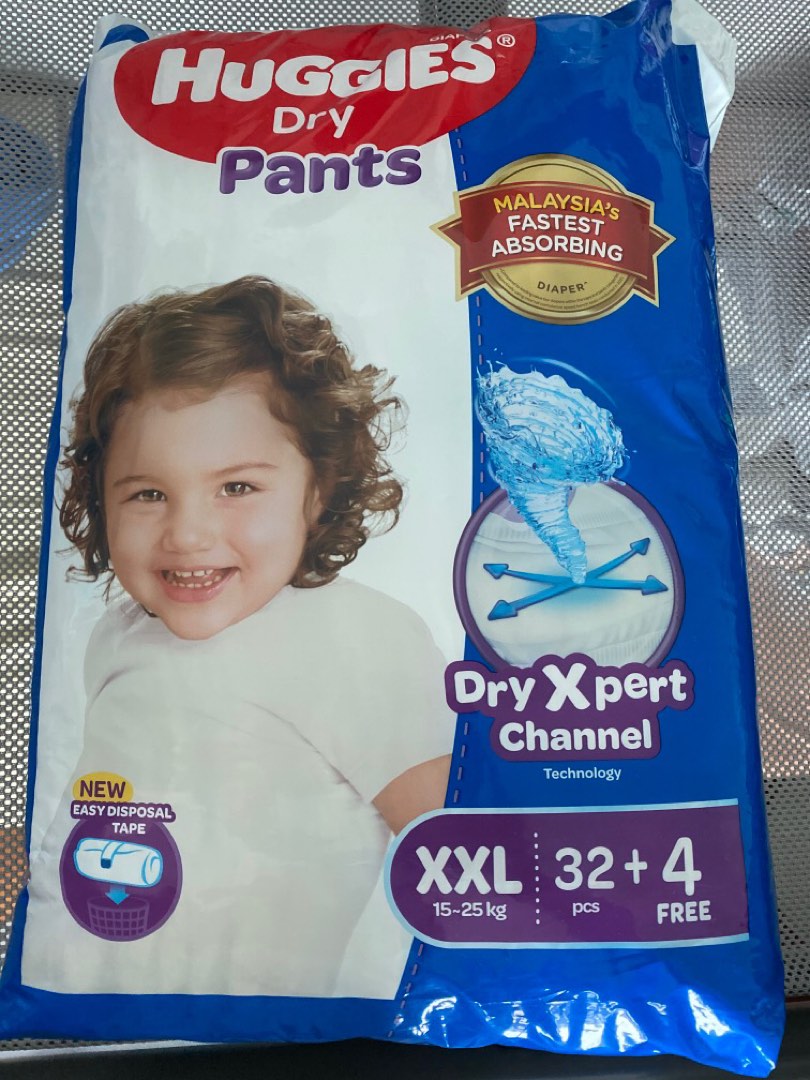 HUGGIES®
Dry
Pants
MALAYSIA's
FASTEST
ABSORBING
DIAPER*
Dry Xpert
Channel
Technology
NEW
EASY DISPOSAL
TAPE
XXL
15~25 kg
32 + 4
pcs
FREE